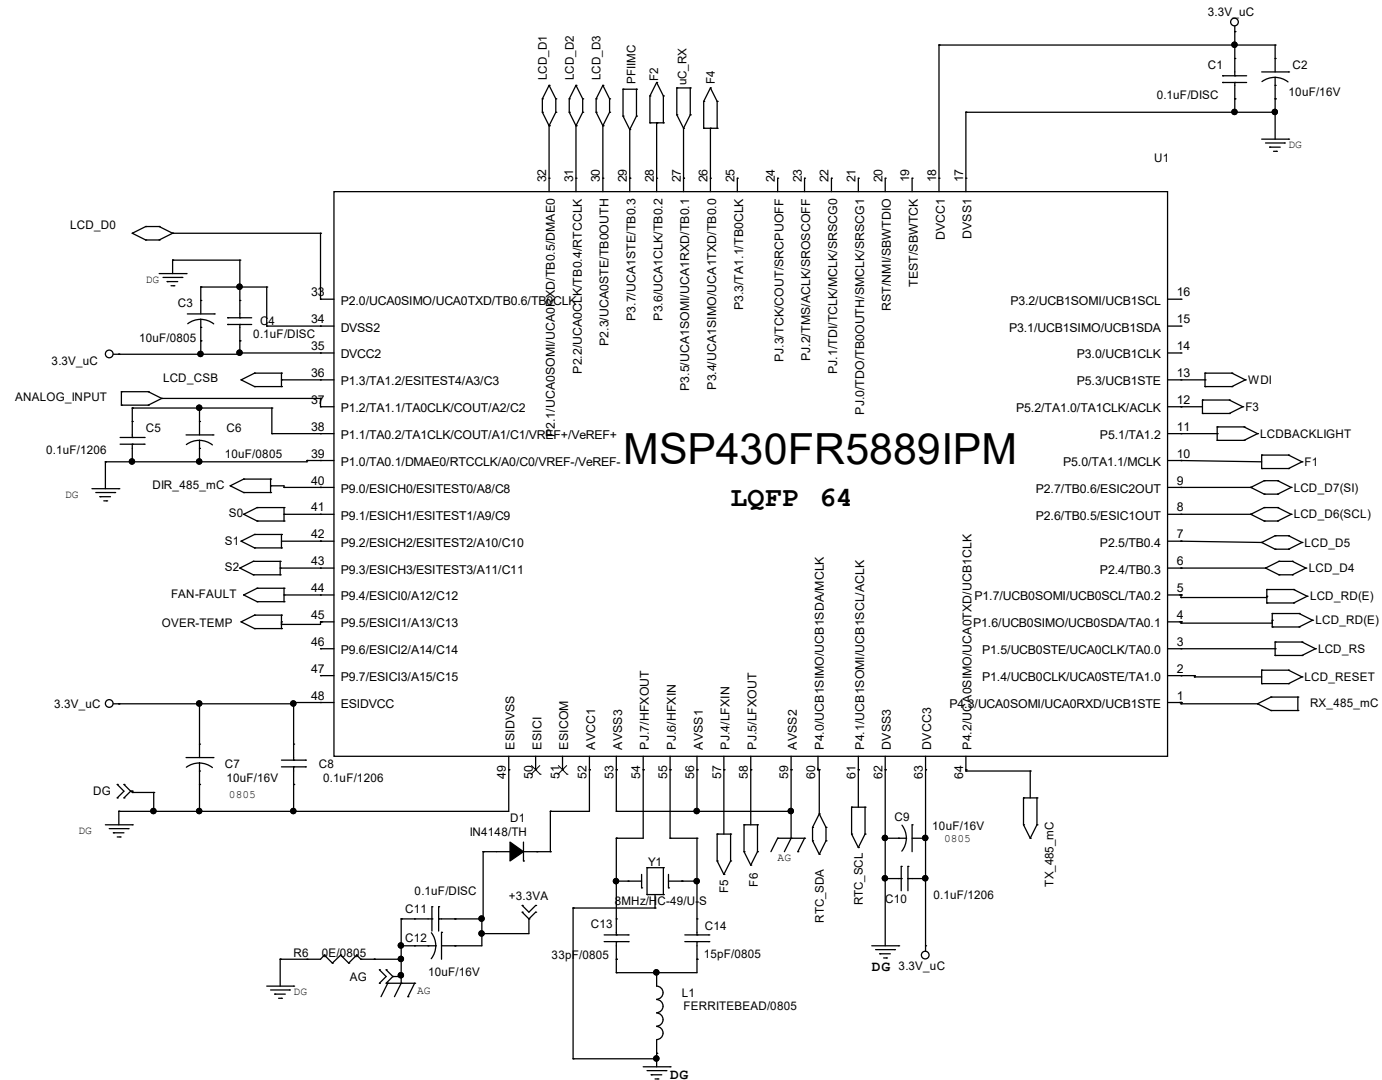 3.3V_uC
C1
C2
0.1uF/DISC
10uF/16V
DG
U1
LCD_D1
LCD_D2
LCD_D3
PFIIMC
F2
uC_RX
F4
32
31
30
29
28
27
26
25
24
23
22
21
20
19
18
17
P2.1/UCA0SOMI/UCA0RXD/TB0.5/DMAE0
P2.2/UCA0CLK/TB0.4/RTCCLK
P2.3/UCA0STE/TB0OUTH
P3.7/UCA1STE/TB0.3
P3.6/UCA1CLK/TB0.2
P3.5/UCA1SOMI/UCA1RXD/TB0.1
P3.4/UCA1SIMO/UCA1TXD/TB0.0
P3.3/TA1.1/TB0CLK
PJ.3/TCK/COUT/SRCPUOFF
PJ.2/TMS/ACLK/SROSCOFF
PJ.1/TDI/TCLK/MCLK/SRSCG0
PJ.0/TDO/TB0OUTH/SMCLK/SRSCG1
RST/NMI/SBWTDIO
TEST/SBWTCK
DVCC1
DVSS1
LCD_D0
DG
C3
10uF/0805
C4
0.1uF/DISC
3.3V_uC
LCD_CSB
ANALOG_INPUT
C5
0.1uF/1206
C6
10uF/0805
DG
DIR_485_mC
S0
S1
S2
FAN-FAULT
OVER-TEMP
3.3V_uC
33 P2.0/UCA0SIMO/UCA0TXD/TB0.6/TB0CLK
34 DVSS2
35 DVCC2
36 P1.3/TA1.2/ESITEST4/A3/C3
37 P1.2/TA1.1/TA0CLK/COUT/A2/C2
38 P1.1/TA0.2/TA1CLK/COUT/A1/C1/VREF+/VeREF+
39 P1.0/TA0.1/DMAE0/RTCCLK/A0/C0/VREF-/VeREF-
40 P9.0/ESICH0/ESITEST0/A8/C8
41 P9.1/ESICH1/ESITEST1/A9/C9
42 P9.2/ESICH2/ESITEST2/A10/C10
43 P9.3/ESICH3/ESITEST3/A11/C11
44 P9.4/ESICI0/A12/C12
45 P9.5/ESICI1/A13/C13
46 P9.6/ESICI2/A14/C14
47 P9.7/ESICI3/A15/C15
48 ESIDVCC
MSP430FR5889IPM
LQFP 64
P3.2/UCB1SOMI/UCB1SCL 16
P3.1/UCB1SIMO/UCB1SDA 15
P3.0/UCB1CLK 14
P5.3/UCB1STE 13 WDI
P5.2/TA1.0/TA1CLK/ACLK 12 F3
P5.1/TA1.2 11 LCDBACKLIGHT
P5.0/TA1.1/MCLK 10 F1
P2.7/TB0.6/ESIC2OUT 9 LCD_D7(SI)
P2.6/TB0.5/ESIC1OUT 8 LCD_D6(SCL)
P2.5/TB0.4 7 LCD_D5
P2.4/TB0.3 6 LCD_D4
P1.7/UCB0SOMI/UCB0SCL/TA0.2 5 LCD_RD(E)
P1.6/UCB0SIMO/UCB0SDA/TA0.1 4 LCD_RD(E)
P1.5/UCB0STE/UCA0CLK/TA0.0 3 LCD_RS
P1.4/UCB0CLK/UCA0STE/TA1.0 2 LCD_RESET
P4.3/UCA0SOMI/UCA0RXD/UCB1STE 1 RX_485_mC
ESIDVSS
ESICI
ESICOM
AVCC1
AVSS3
PJ.7/HFXOUT
PJ.6/HFXIN
AVSS1
PJ.4/LFXIN
PJ.5/LFXOUT
AVSS2
P4.0/UCB1SIMO/UCB1SDA/MCLK
P4.1/UCB1SOMI/UCB1SCL/ACLK
DVSS3
DVCC3
P4.2/UCA0SIMO/UCA0TXD/UCB1CLK
49
50
51
52
53
54
55
56
57
58
59
60
61
62
63
64
C7
10uF/16V
0805
C8
0.1uF/1206
DG
DG
D1
IN4148/TH
0.1uF/DISC
C11
C12
10uF/16V
+3.3VA
R6
0E/0805
AG
DG
AG
Y1
8MHz/HC-49/U-S
C13
33pF/0805
C14
15pF/0805
L1
FERRITEBEAD/0805
DG
F5
F6
AG
RTC_SDA
RTC_SCL
C9
10uF/16V
0805
C10
0.1uF/1206
DG
3.3V_uC
TX_485_mC